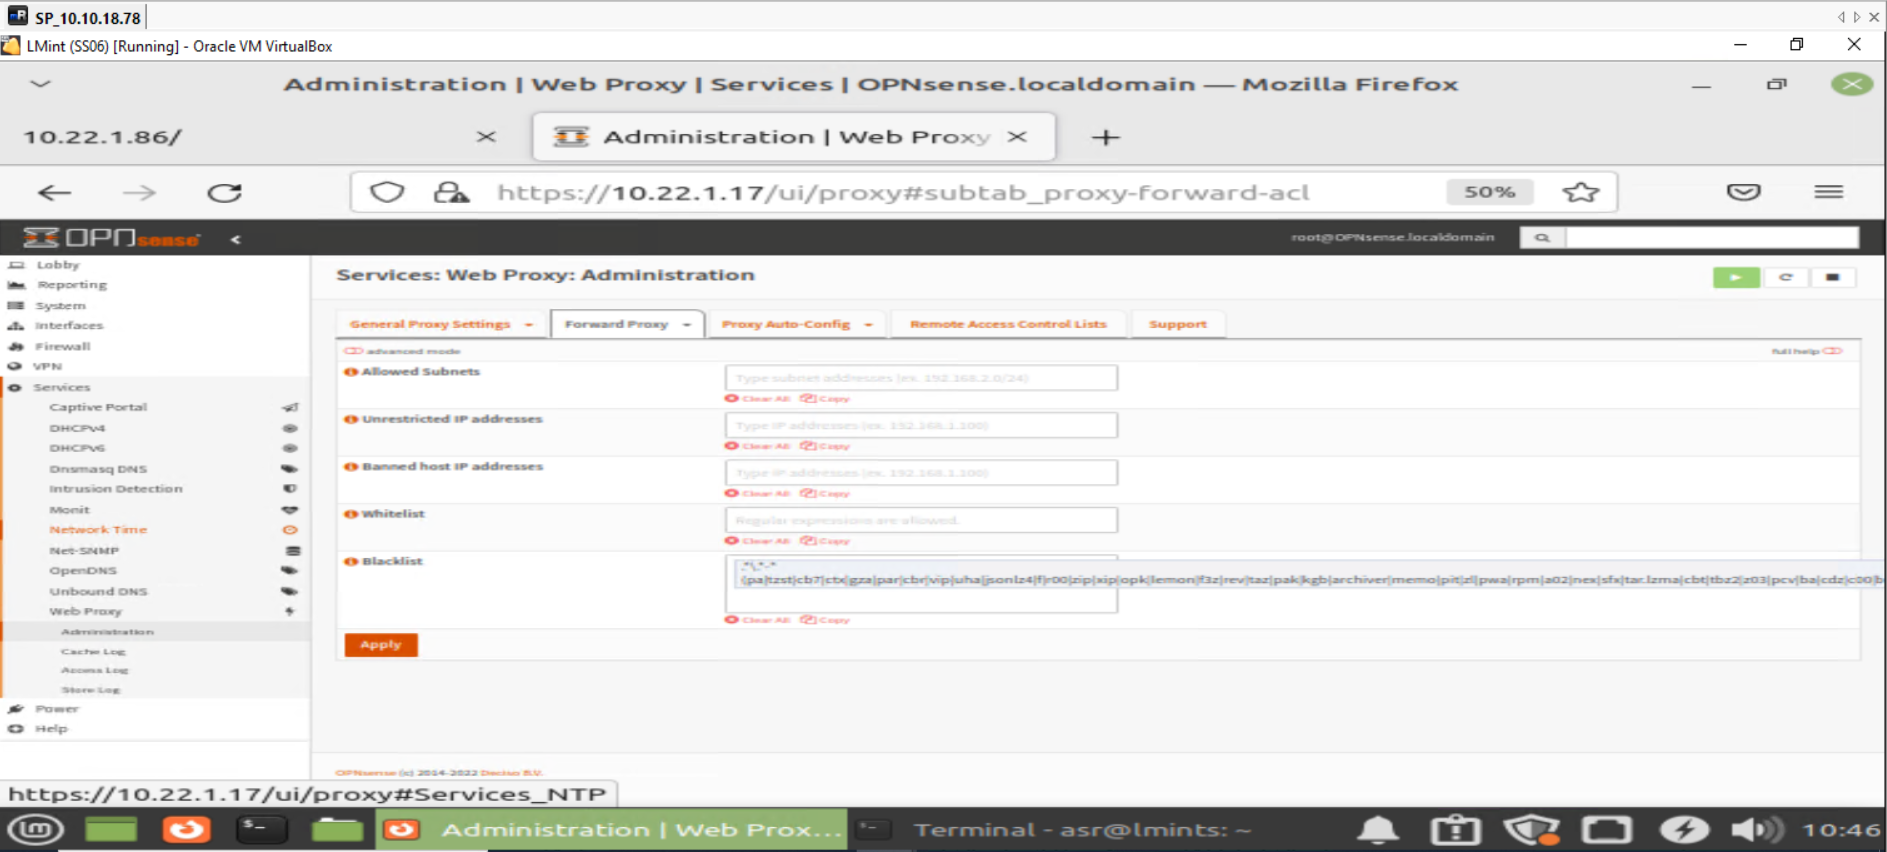 SP_10.10.18.78
LMint (SS06) [Running] - Oracle VM VirtualBox
Administration | Web Proxy | Services | OPNsense.localdomain — Mozilla Firefox
10.22.1.86/
Administration | Web Proxy
https://10.22.1.17/ui/proxy#subtab_proxy-forward-acl
50%
OPNsense
root@OPNsense.localdomain
Lobby
Reporting
System
Interfaces
Firewall
VPN
Services
Captive Portal
DHCPv4
DHCPv6
Dnsmasq DNS
Intrusion Detection
Monit
Network Time
Net-SNMP
OpenDNS
Unbound DNS
Web Proxy
Administration
Cache Log
Access Log
Store Log
Power
Help
Services: Web Proxy: Administration
General Proxy Settings
Forward Proxy
Proxy Auto-Config
Remote Access Control Lists
Support
advanced mode
full help
Allowed Subnets
Type subnet addresses (ex. 192.168.2.0/24)
Clear All Copy
Unrestricted IP addresses
Type IP addresses (ex. 192.168.1.100)
Clear All Copy
Banned host IP addresses
Type IP addresses (ex. 192.168.1.100)
Clear All Copy
Whitelist
Regular expressions are allowed.
Clear All Copy
Blacklist
(pa|tzst|cb7|ctx|gza|par|cbr|vip|uha|jsonlz4|f|r00|zip|xip|opk|lemon|f3z|rev|taz|pak|kgb|archiver|memo|pit|zl|pwa|rpm|a02|nex|sfx|tar.lzma|cbt|tbz2|z03|pcv|ba|cdz|c00|b
Clear All Copy
Apply
OPNsense (c) 2014-2022 Deciso B.V.
https://10.22.1.17/ui/proxy#Services_NTP
Administration | Web Prox...
Terminal - asr@lmints: ~
10:46